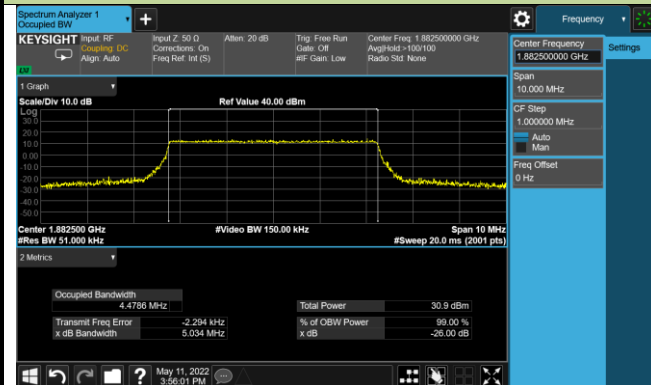 Spectrum Analyzer 1
Occupied BW
+
Frequency
KEYSIGHT
Input: RF
Coupling: DC
Align: Auto
Input Z: 50 Ω
Corrections: On
Freq Ref: Int (S)
Atten: 20 dB
Trig: Free Run
Gate: Off
#IF Gain: Low
Center Freq: 1.882500000 GHz
Avg|Hold:>100/100
Radio Std: None
Center Frequency
1.882500000 GHz
Settings
Span
10.000 MHz
CF Step
1.000000 MHz
Auto
Man
Freq Offset
0 Hz
1 Graph
Scale/Div 10.0 dB
Ref Value 40.00 dBm
Log
30.0
20.0
10.0
0.00
-10.0
-20.0
-30.0
-40.0
-50.0
Center 1.882500 GHz
#Video BW 150.00 kHz
Span 10 MHz
#Res BW 51.000 kHz
#Sweep 20.0 ms (2001 pts)
2 Metrics
Occupied Bandwidth
4.4786 MHz
Total Power
30.9 dBm
Transmit Freq Error
-2.294 kHz
% of OBW Power
99.00 %
x dB Bandwidth
5.034 MHz
x dB
-26.00 dB
?
May 11, 2022
3:56:01 PM